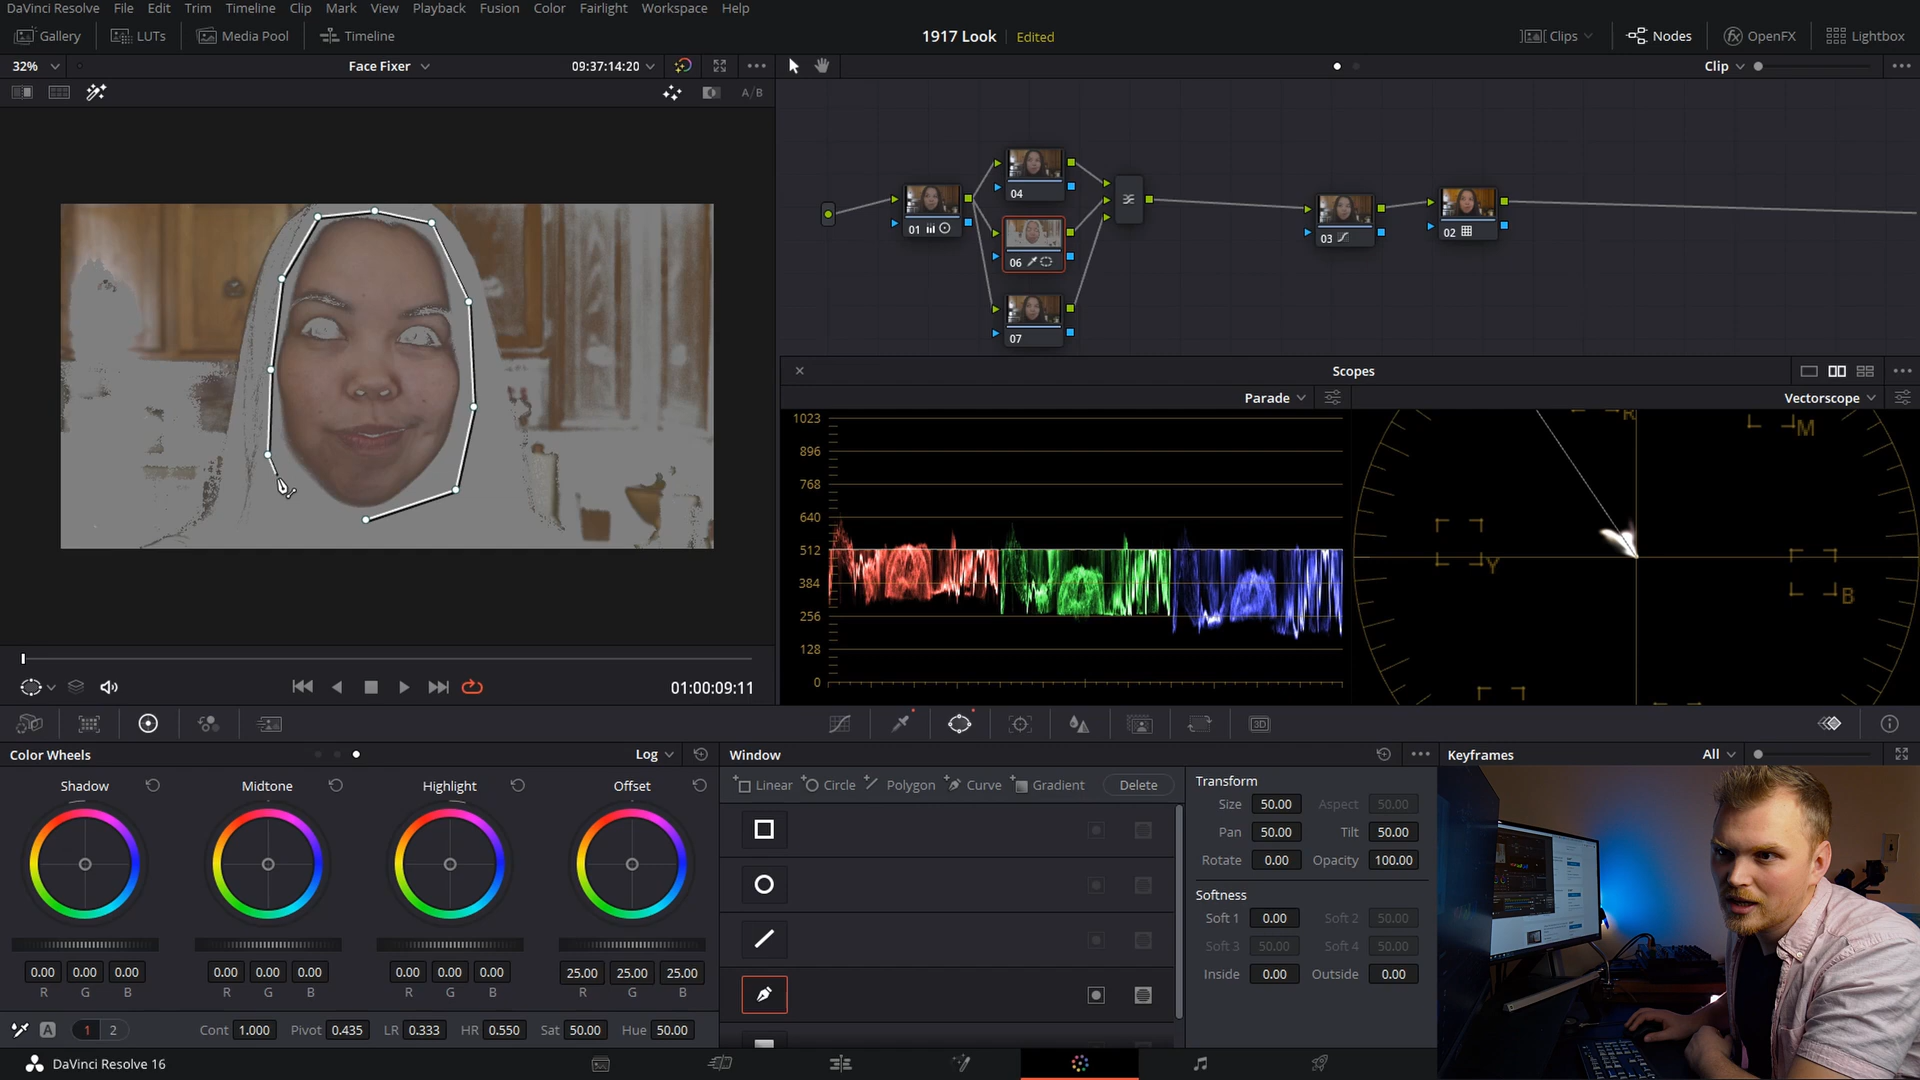 DaVinci Resolve File Edit Trim Timeline Clip Mark View Playback Fusion Color Fairlight Workspace Help
Gallery LUTs Media Pool Timeline 1917 Look Edited Clips Nodes fx OpenFX Lightbox
32% Face Fixer 09:37:14:20 Clip
A/B
04
01
06
03
02
07
Scopes
Parade Vectorscope
1023
896
768
640
512
384
256
128
0
R
M
Y
B
01:00:09:11
3D
Color Wheels Log Window Keyframes All
Linear Circle Polygon Curve Gradient Delete
Shadow Midtone Highlight Offset
Transform
Size 50.00 Aspect 50.00
Pan 50.00 Tilt 50.00
Rotate 0.00 Opacity 100.00
Softness
Soft 1 0.00 Soft 2 50.00
Soft 3 50.00 Soft 4 50.00
Inside 0.00 Outside 0.00
0.00 0.00 0.00 0.00 0.00 0.00 0.00 0.00 0.00 25.00 25.00 25.00
R G B R G B R G B R G B
A 1 2 Cont 1.000 Pivot 0.435 LR 0.333 HR 0.550 Sat 50.00 Hue 50.00
DaVinci Resolve 16